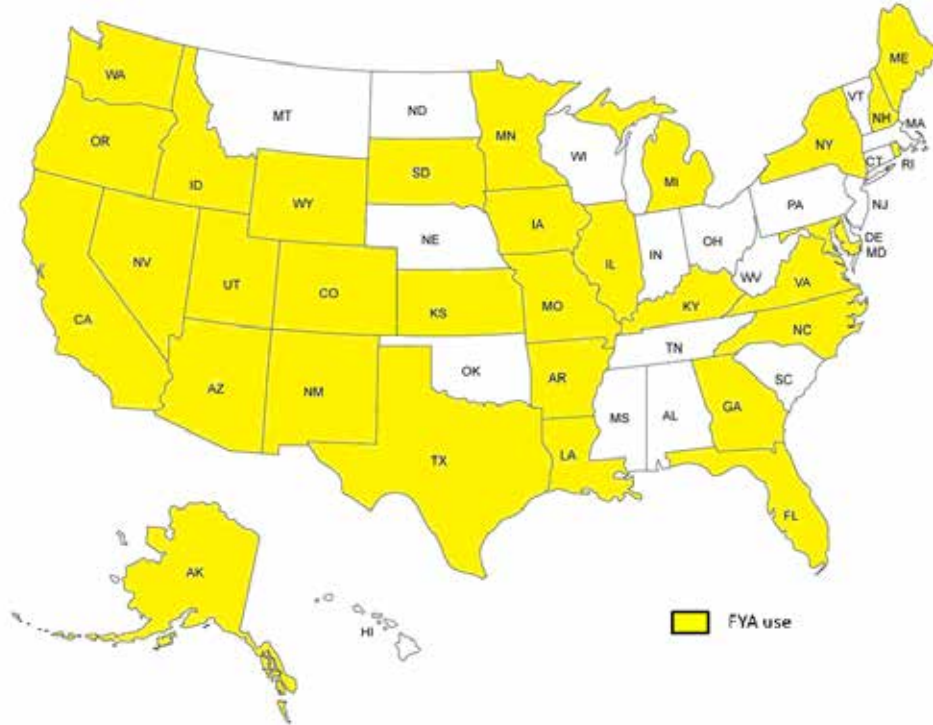 WA
MT
ND
MN
ME
VT
NH
MA
OR
ID
SD
WI
NY
CT
RI
WY
MI
IA
PA
NJ
NE
DE
MD
NV
UT
CO
IL
IN
OH
WV
VA
CA
KS
MO
KY
NC
TN
AZ
NM
OK
AR
SC
MS
AL
GA
TX
LA
FL
AK
HI
FYA use